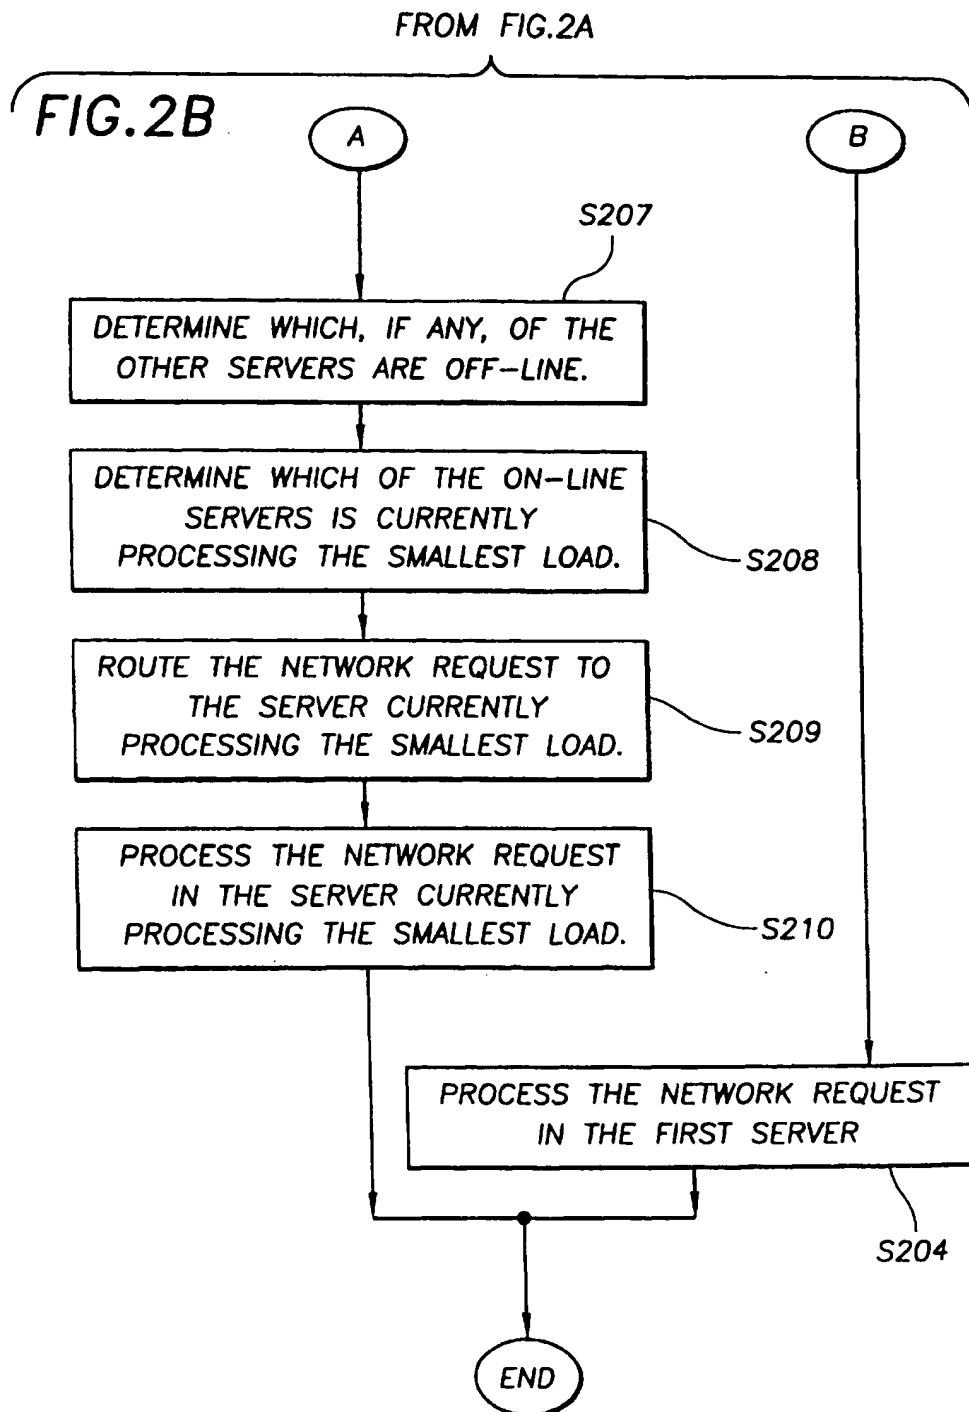 FROM FIG.2A
FIG.2B
A
B
S207
DETERMINE WHICH, IF ANY, OF THE
OTHER SERVERS ARE OFF-LINE.
DETERMINE WHICH OF THE ON-LINE
SERVERS IS CURRENTLY
PROCESSING THE SMALLEST LOAD.
S208
ROUTE THE NETWORK REQUEST TO
THE SERVER CURRENTLY
PROCESSING THE SMALLEST LOAD.
S209
PROCESS THE NETWORK REQUEST
IN THE SERVER CURRENTLY
PROCESSING THE SMALLEST LOAD.
S210
PROCESS THE NETWORK REQUEST
IN THE FIRST SERVER
S204
END